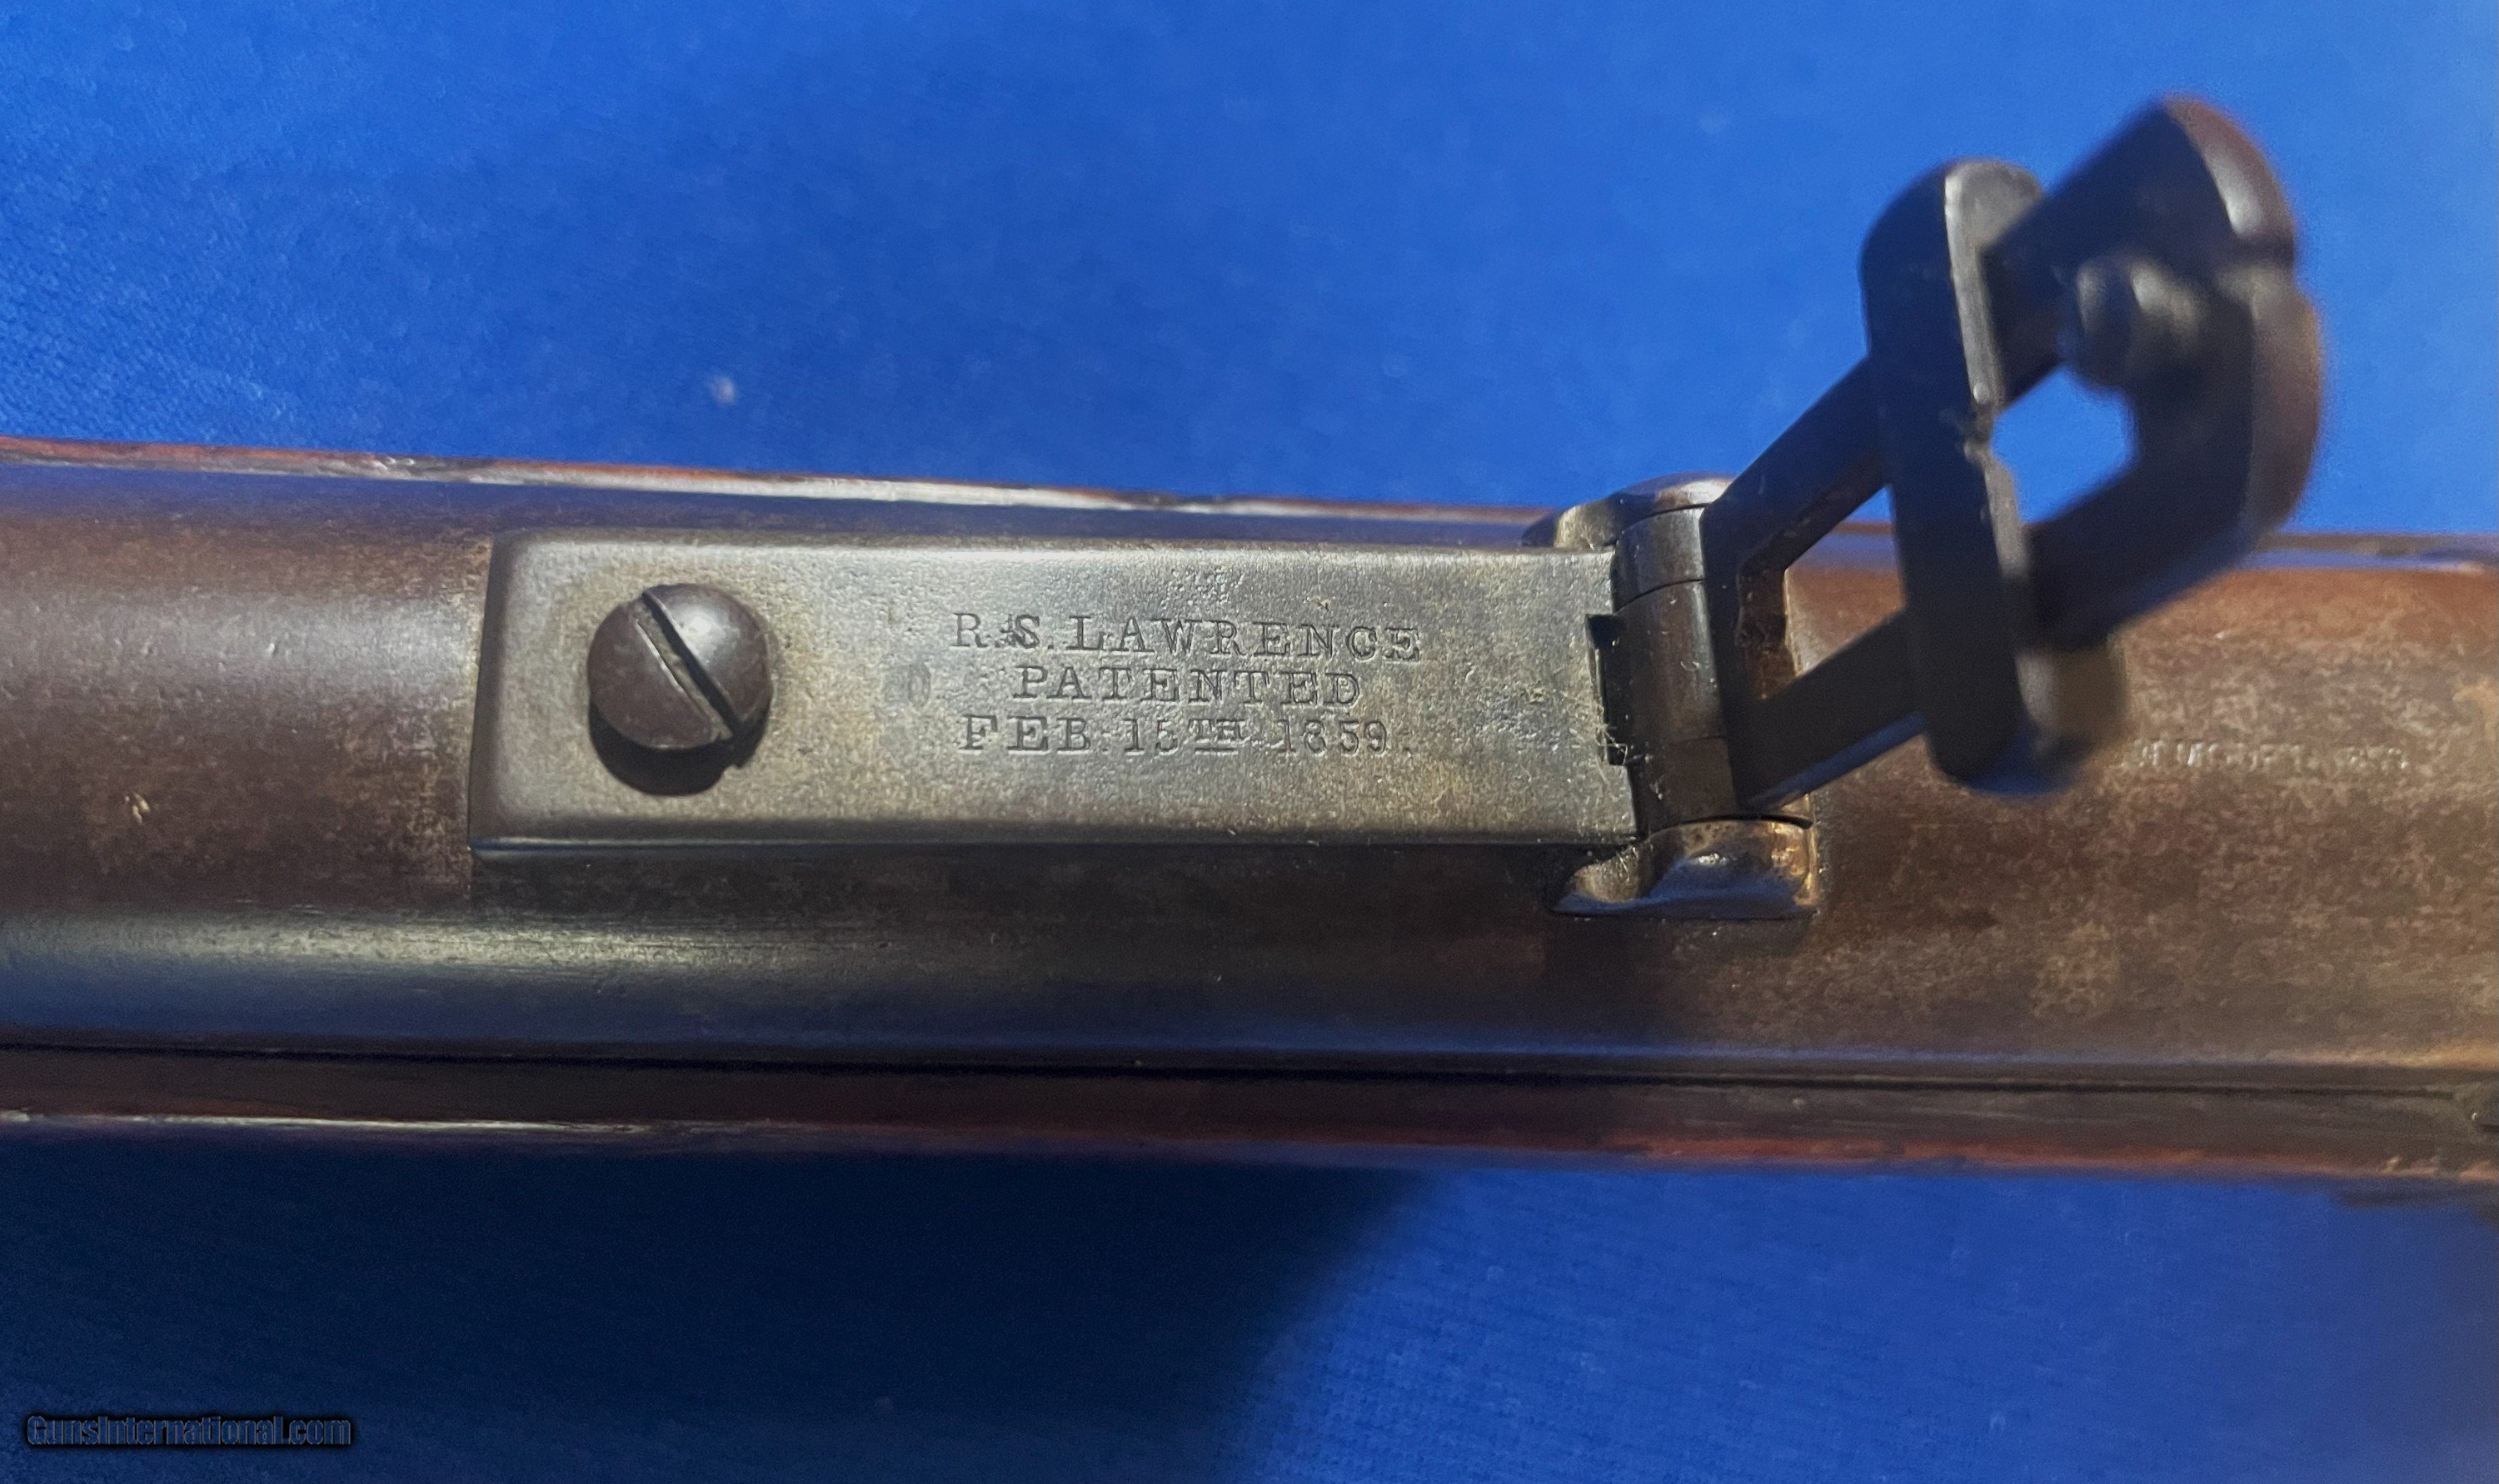 R.S. LAWRENCE
PATENTED
FEB. 15TH 1859.
GunsInternational.com